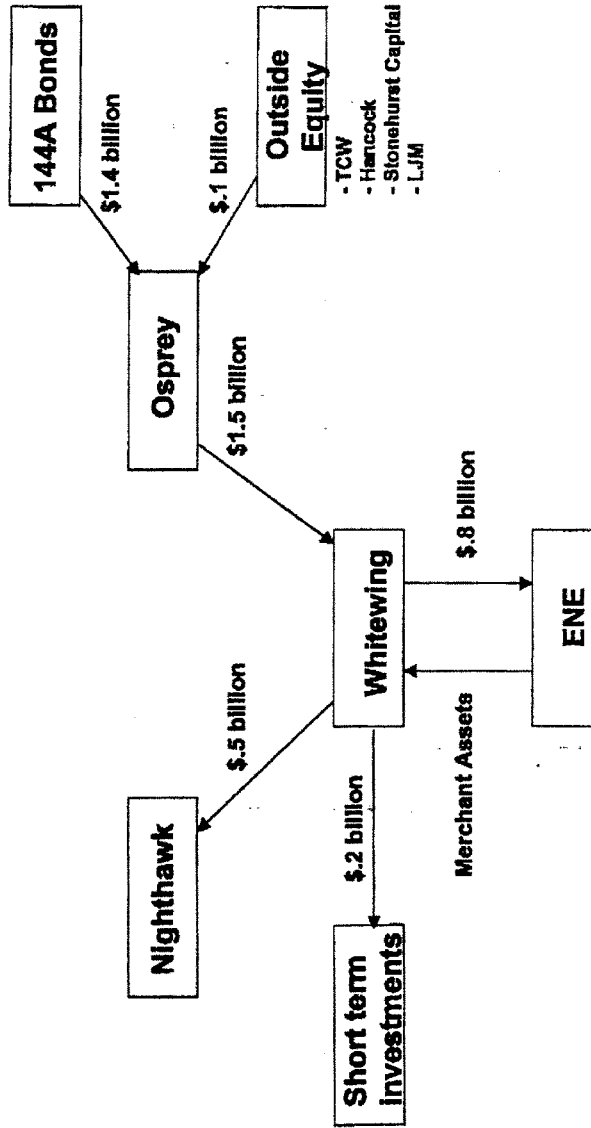 144A Bonds
$1.4 billion
Outside
Equity
- TCW
- Hancock
- Stonehurst Capital
- LJM
$.1 billion
Osprey
$1.5 billion
Nighthawk
$.5 billion
Whitewing
$.2 billion
Short term
investments
Merchant Assets
$.8 billion
ENE